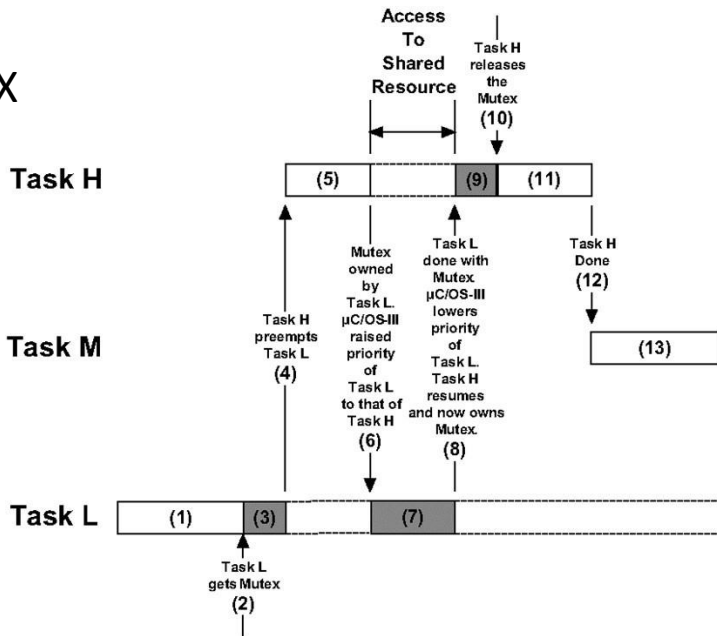 X
Access
To
Shared
Resource
Task H
releases
the
Mutex
(10)
Task H
(5)
(9)
(11)
Task H
preempts
Task L
(4)
Mutex
owned
by
Task L.
µC/OS-III
raised
priority
of
Task L
to that of
Task H
(6)
Task L
done with
Mutex.
µC/OS-III
lowers
priority
of
Task L.
Task H
resumes
and now owns
Mutex.
(8)
Task H
Done
(12)
Task M
(13)
Task L
(1)
(3)
(7)
Task L
gets Mutex
(2)